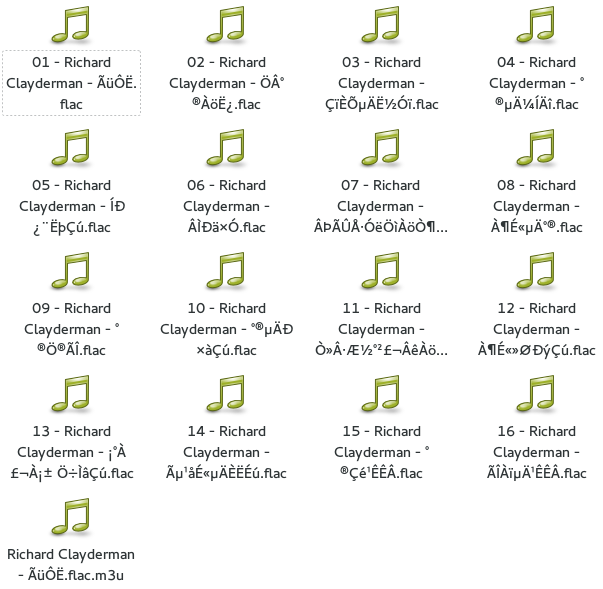 01 - Richard
Clayderman - ÃüÔË.
flac
02 - Richard
Clayderman - ÖÂ°
®ÀöË¿.flac
03 - Richard
Clayderman -
ÇïÈÕµÄË½Óï.flac
04 - Richard
Clayderman - °
®µÄ¼ÍÄî.flac
05 - Richard
Clayderman - ÍÐ
¿¨ËþÇú.flac
06 - Richard
Clayderman -
ÂÌÐä×Ó.flac
07 - Richard
Clayderman -
ÂÞÃÜÅ·ÓëÖìÀöÒ¶...
08 - Richard
Clayderman -
À¶É«µÄ°®.flac
09 - Richard
Clayderman - °
®Ö®ÃÎ.flac
10 - Richard
Clayderman - °®µÄÐ
×àÇú.flac
11 - Richard
Clayderman -
Ò»Â·Æ½°²£¬ÂêÀö...
12 - Richard
Clayderman -
À¶É«»ØÐýÇú.flac
13 - Richard
Clayderman - ¡°À
£¬À¡± Ö÷ÌâÇú.flac
14 - Richard
Clayderman -
Ãµ¹åÉ«µÄÈËÉú.flac
15 - Richard
Clayderman - °
®Çé¹ÊÊÂ.flac
16 - Richard
Clayderman -
ÃÎÀïµÄ¹ÊÊÂ.flac
Richard Clayderman
- ÃüÔË.flac.m3u